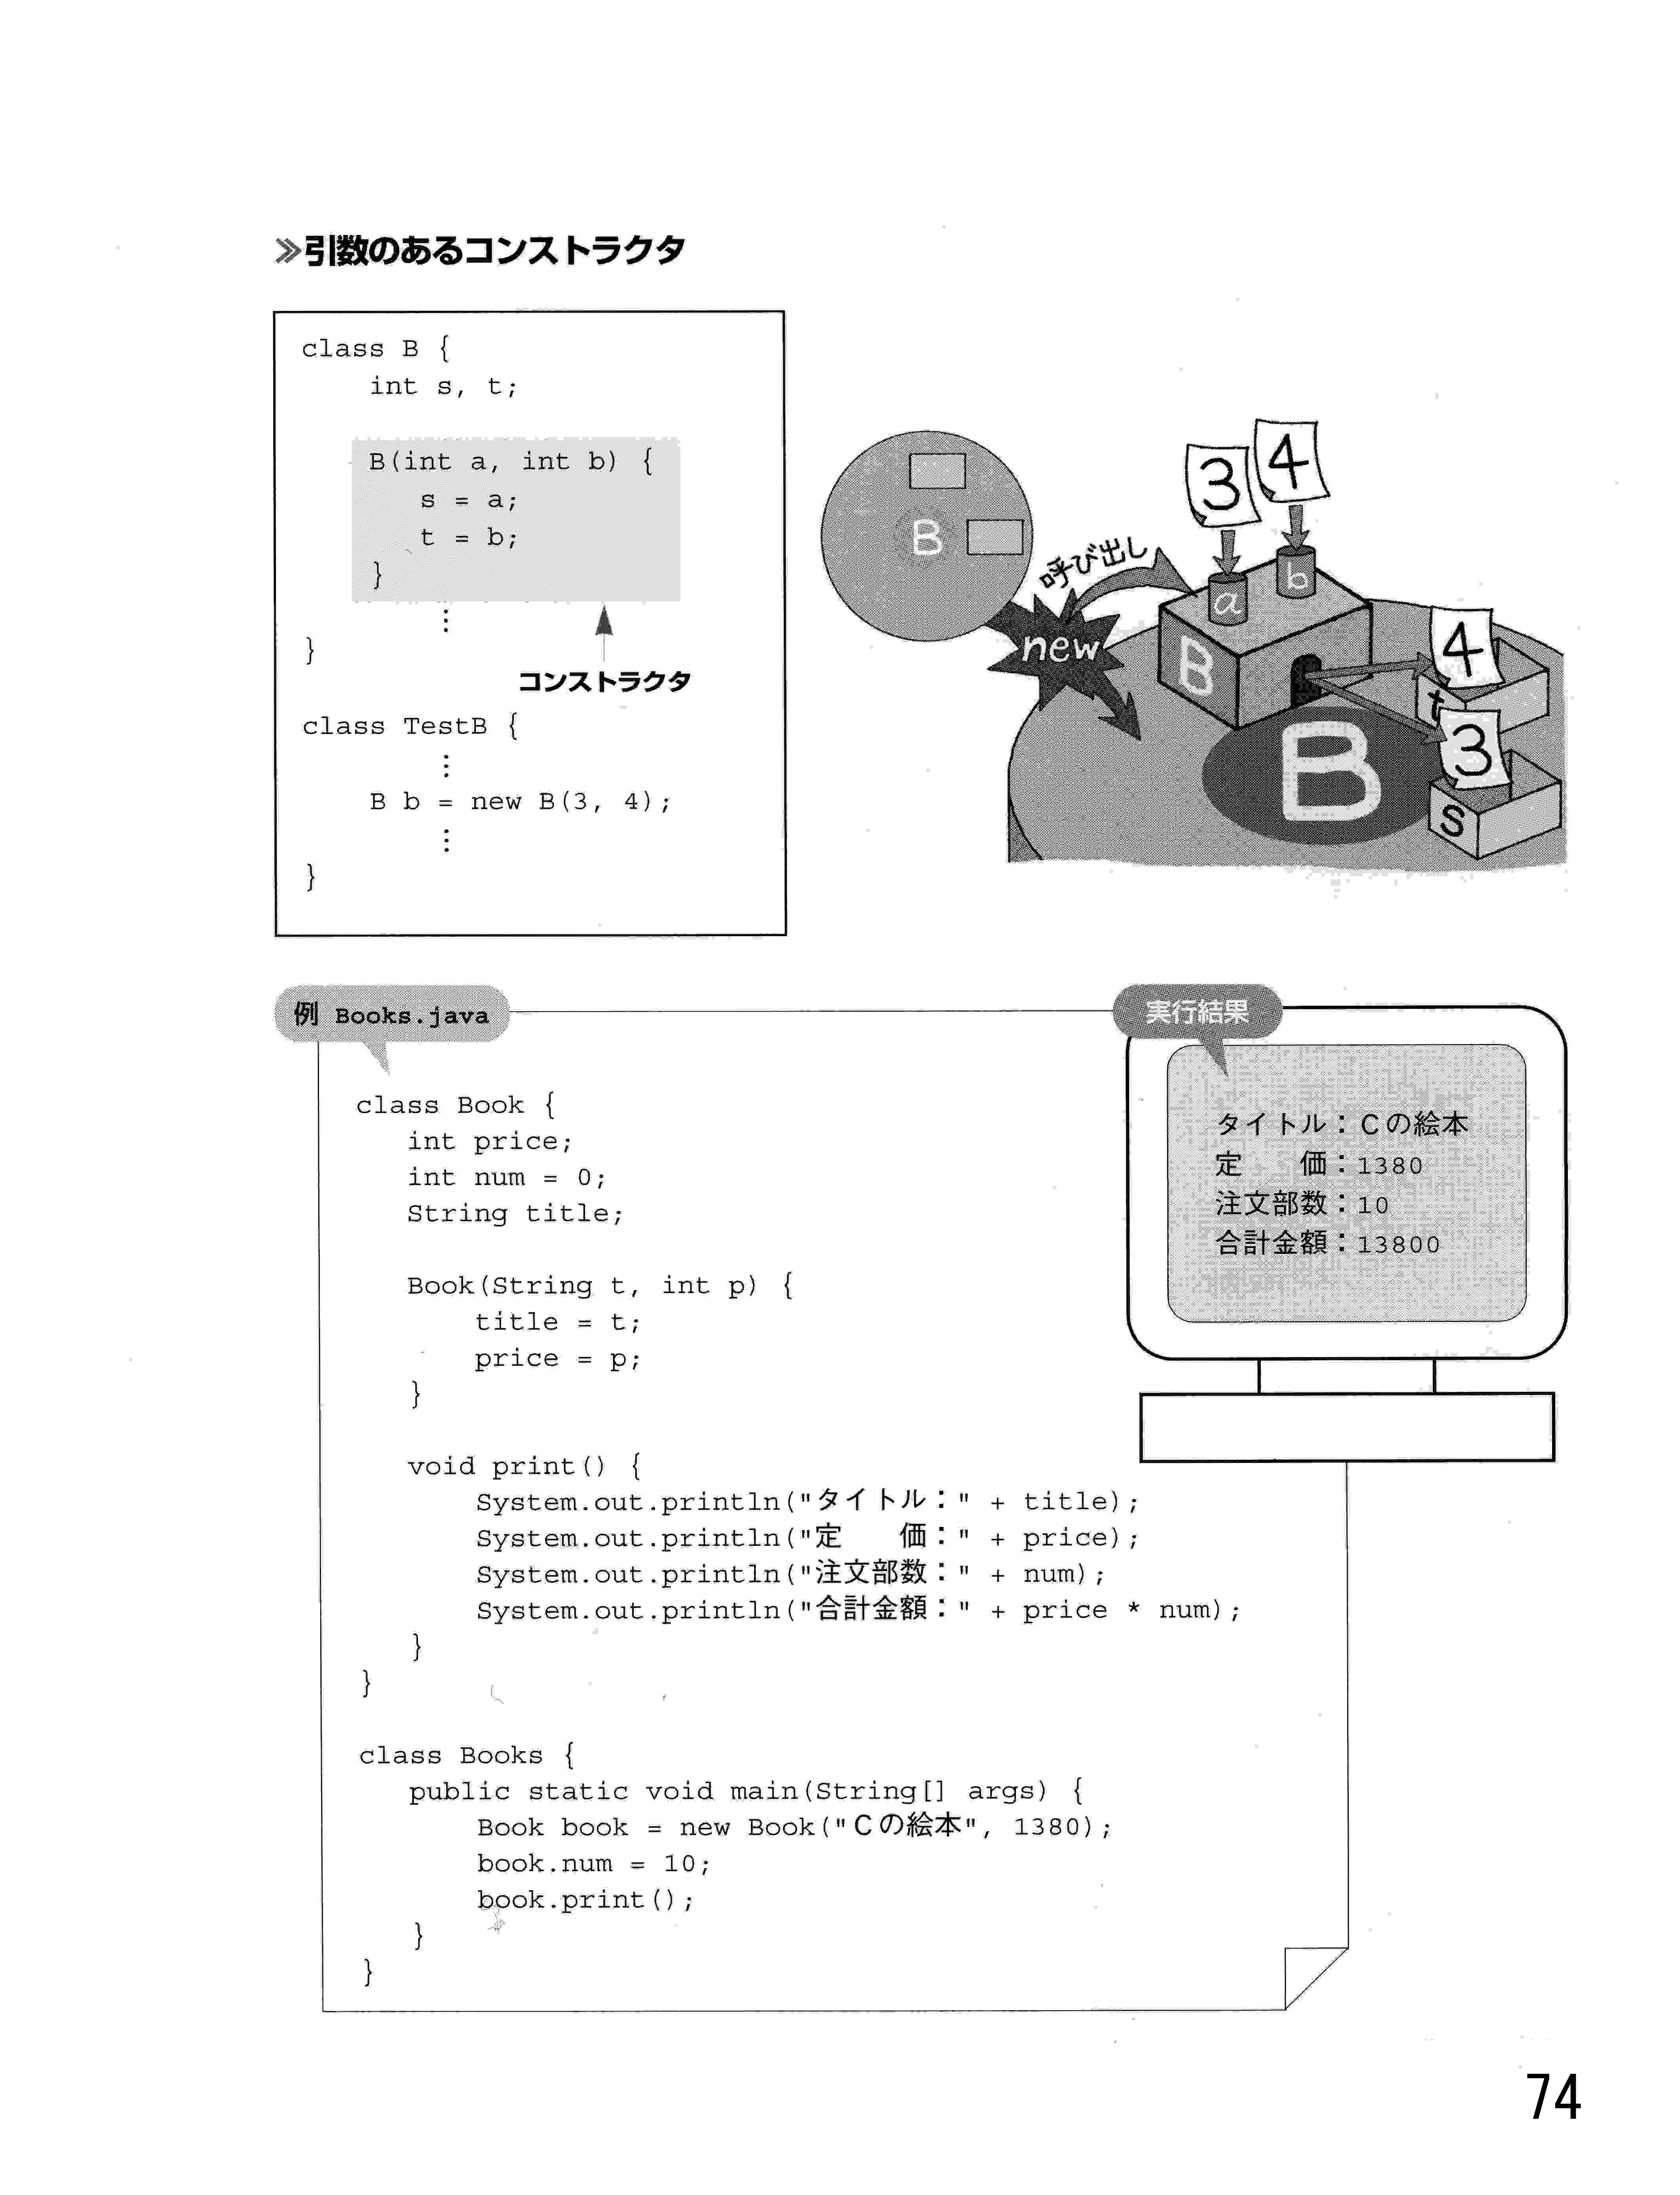 ≫引数のあるコンストラクタ
class B {
    int s, t;
    B(int a, int b) {
       s = a;
       t = b;
    }
       ⋮
}
コンストラクタ
class TestB {
       ⋮
    B b = new B(3, 4);
       ⋮
}
3
4
B
呼び出し
new
a
b
B
4
t
3
B
s
例 Books.java
class Book {
   int price;
   int num = 0;
   String title;
   Book(String t, int p) {
       title = t;
       price = p;
   }
   void print() {
       System.out.println("タイトル：" + title);
       System.out.println("定　　価：" + price);
       System.out.println("注文部数：" + num);
       System.out.println("合計金額：" + price * num);
   }
}
class Books {
   public static void main(String[] args) {
       Book book = new Book("Ｃの絵本", 1380);
       book.num = 10;
       book.print();
   }
}
実行結果
タイトル：Ｃの絵本
定　　価：1380
注文部数：10
合計金額：13800
74